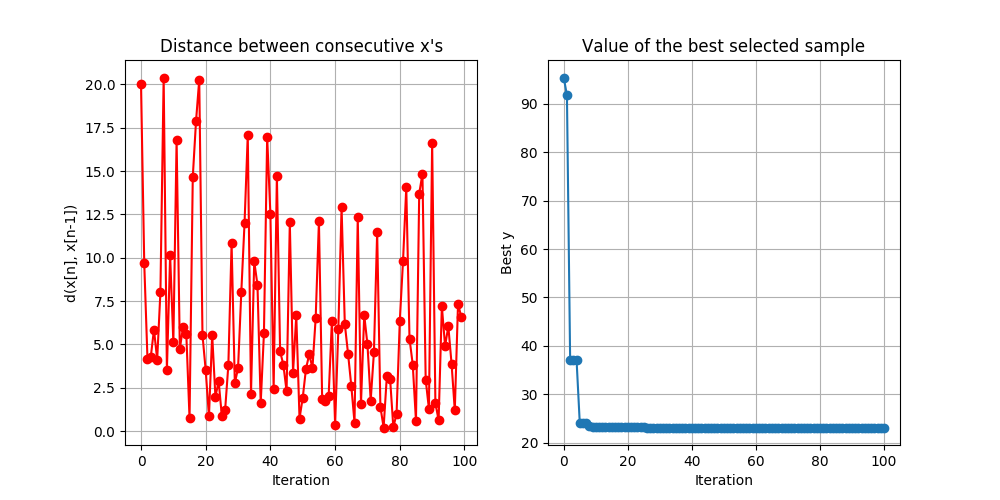 Distance between consecutive x's
20.0
17.5
15.0
12.5
10.0
7.5
5.0
2.5
0.0
d(x[n], x[n-1])
0 20 40 60 80 100
Iteration
Value of the best selected sample
90
80
70
60
50
40
30
20
Best y
0 20 40 60 80 100
Iteration